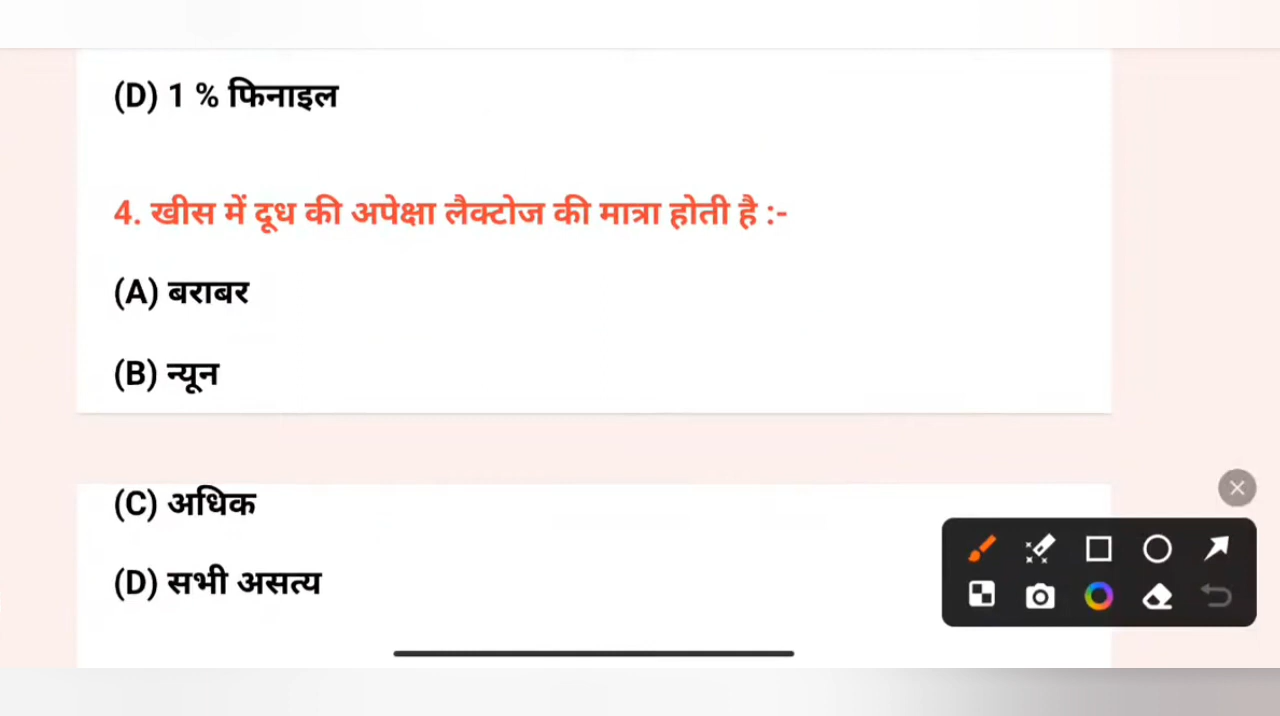 (D) 1 % फिनाइल
4. खीस में दूध की अपेक्षा लैक्टोज की मात्रा होती है :-
(A) बराबर
(B) न्यून
(C) अधिक
(D) सभी असत्य